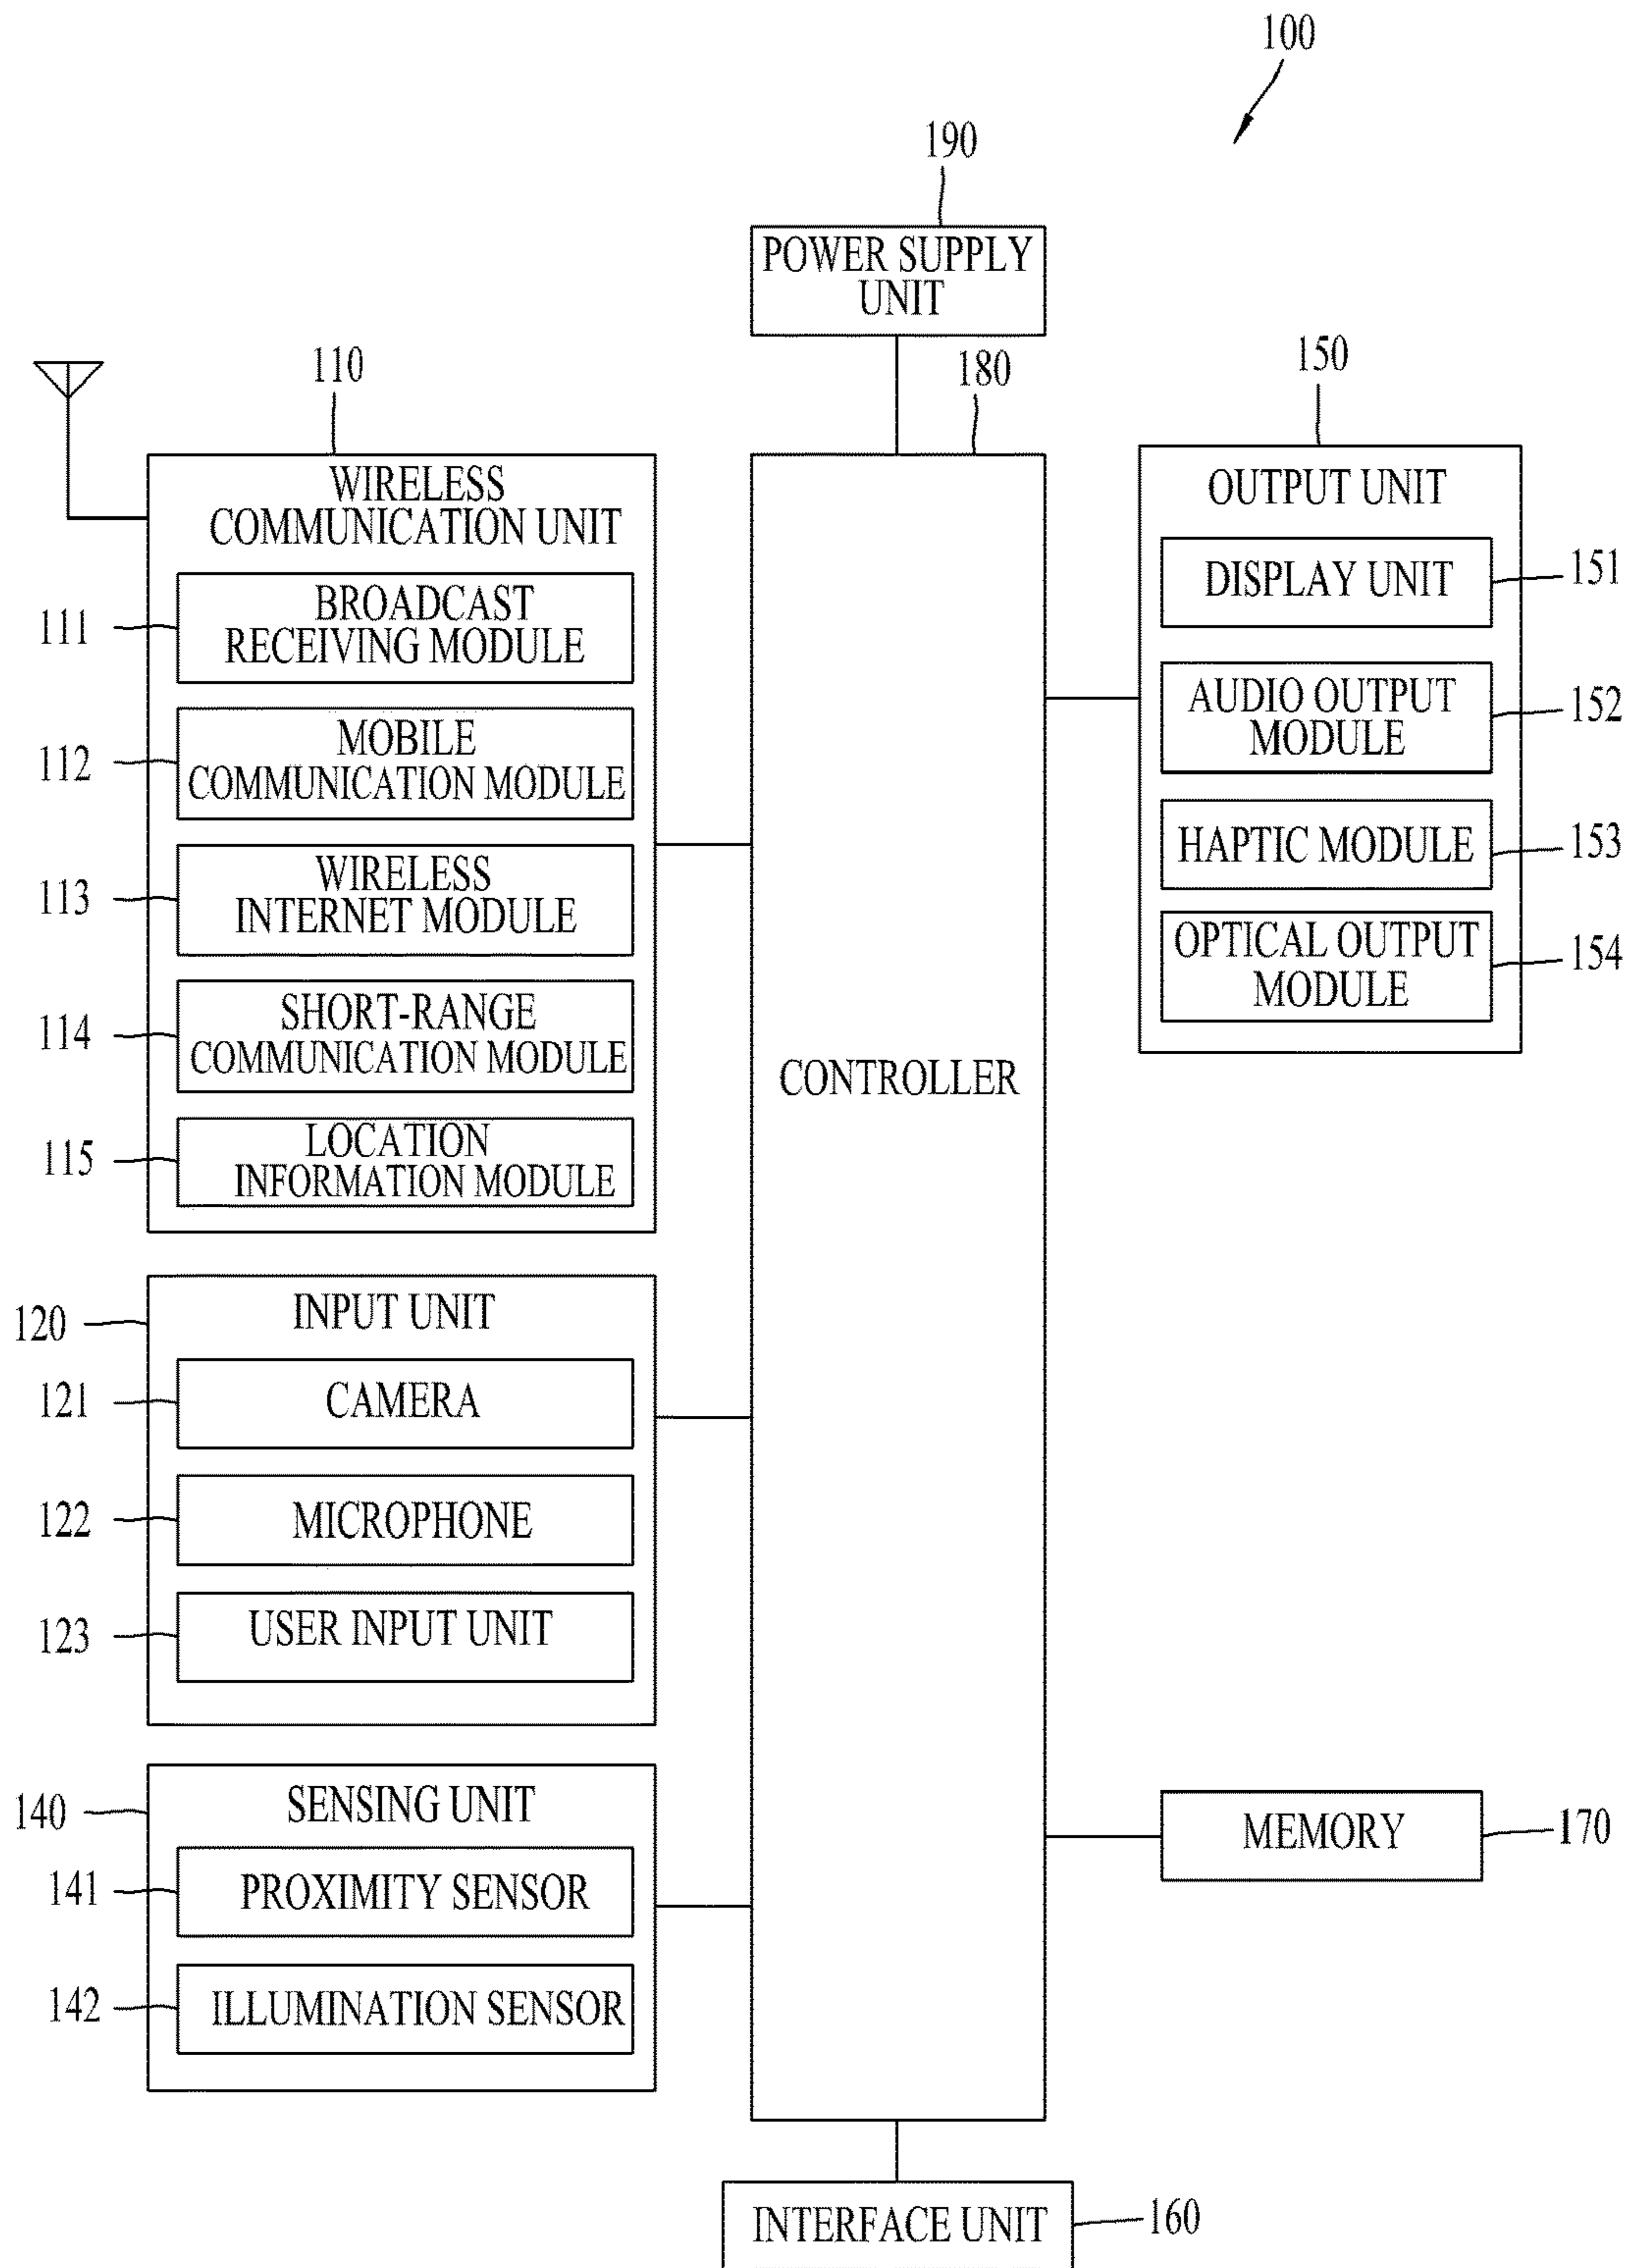 100
190
POWER SUPPLY
UNIT
110
180
150
WIRELESS
COMMUNICATION UNIT
111
BROADCAST
RECEIVING MODULE
112
MOBILE
COMMUNICATION MODULE
113
WIRELESS
INTERNET MODULE
114
SHORT-RANGE
COMMUNICATION MODULE
115
LOCATION
INFORMATION MODULE
120
INPUT UNIT
121
CAMERA
122
MICROPHONE
123
USER INPUT UNIT
140
SENSING UNIT
141
PROXIMITY SENSOR
142
ILLUMINATION SENSOR
CONTROLLER
OUTPUT UNIT
DISPLAY UNIT
151
AUDIO OUTPUT
MODULE
152
HAPTIC MODULE
153
OPTICAL OUTPUT
MODULE
154
MEMORY
170
INTERFACE UNIT
160